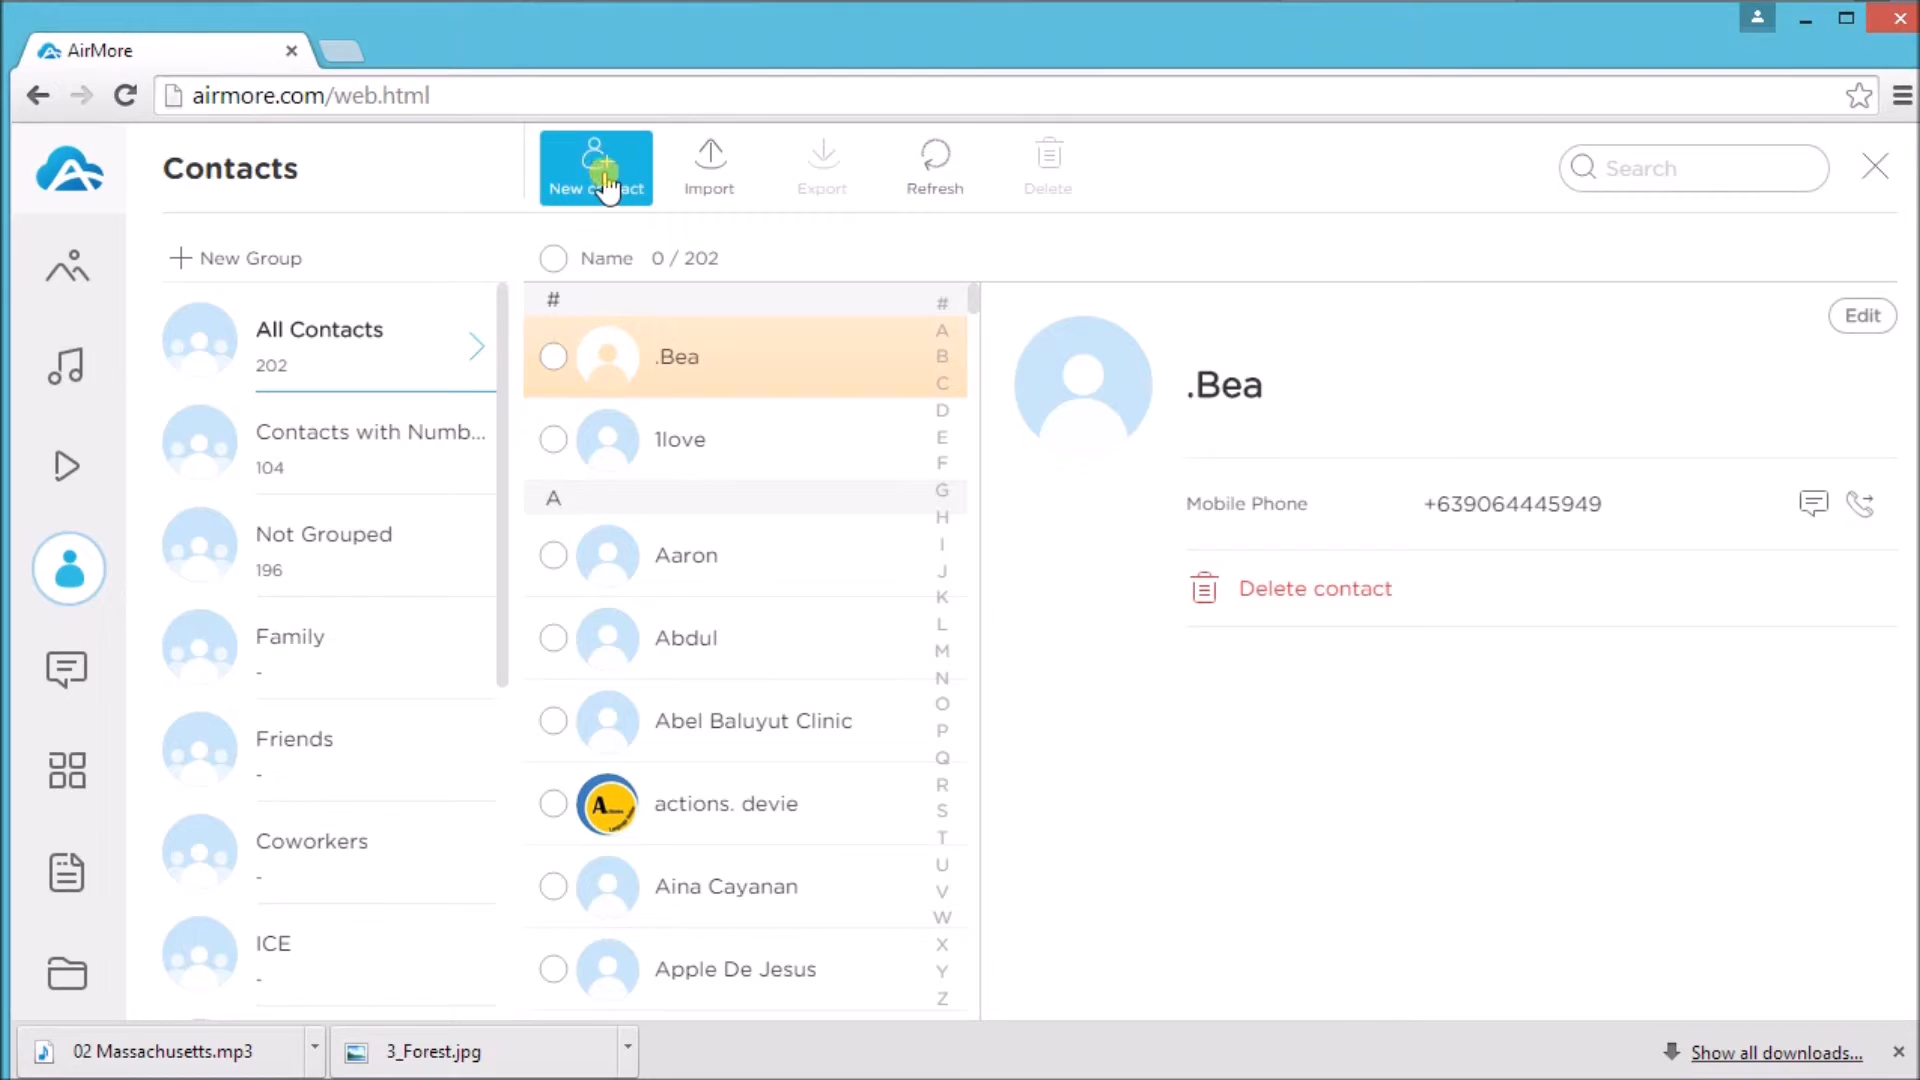 AirMore
airmore.com/web.html
Contacts
New contact
Import
Export
Refresh
Delete
Search
New Group
Name 0 / 202
All Contacts
202
Contacts with Numb...
104
Not Grouped
196
Family
-
Friends
-
Coworkers
-
ICE
-
#
.Bea
1love
A
Aaron
Abdul
Abel Baluyut Clinic
A
actions. devie
Aina Cayanan
Apple De Jesus
#
A
B
C
D
E
F
G
H
I
J
K
L
M
N
O
P
Q
R
S
T
U
V
W
X
Y
Z
Edit
.Bea
Mobile Phone +639064445949
Delete contact
02 Massachusetts.mp3
3_Forest.jpg
Show all downloads...